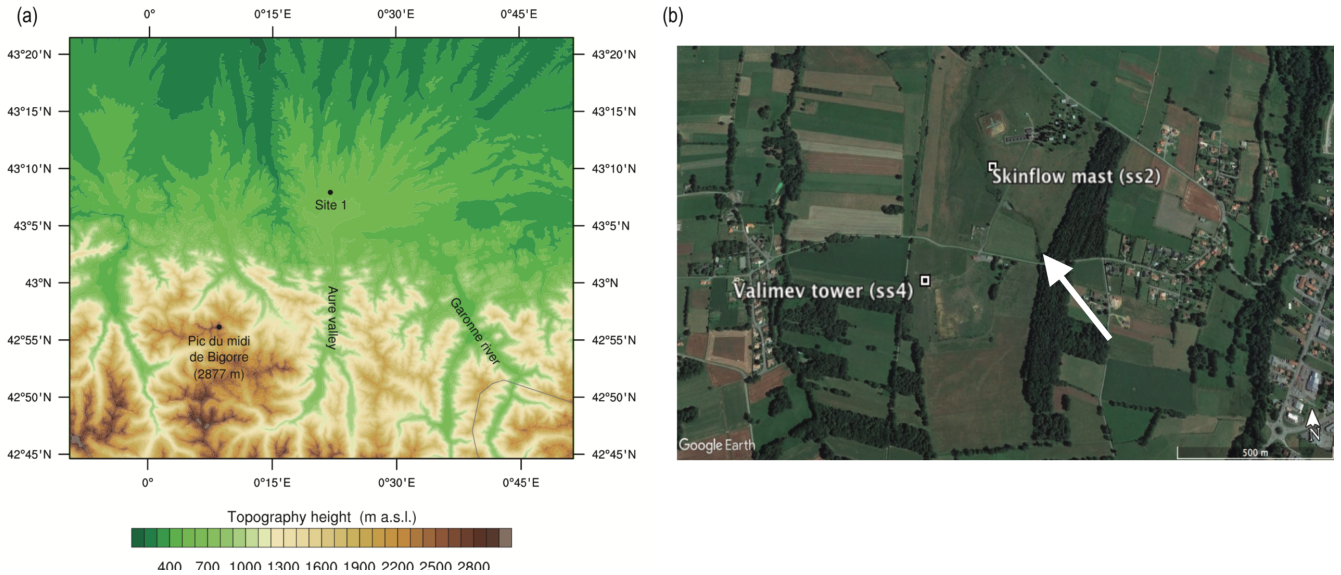 (a)
0° 0°15'E 0°30'E 0°45'E
43°20'N 43°20'N
43°15'N 43°15'N
43°10'N 43°10'N
43°5'N 43°5'N
43°N 43°N
42°55'N 42°55'N
42°50'N 42°50'N
42°45'N 42°45'N
Site 1
Aure valley
Garonne river
Pic du midi
de Bigorre
(2877 m)
0° 0°15'E 0°30'E 0°45'E
Topography height (m a.s.l.)
400 700 1000 1300 1600 1900 2200 2500 2800
(b)
Skinflow mast (ss2)
Valimev tower (ss4)
Google Earth
N
500 m